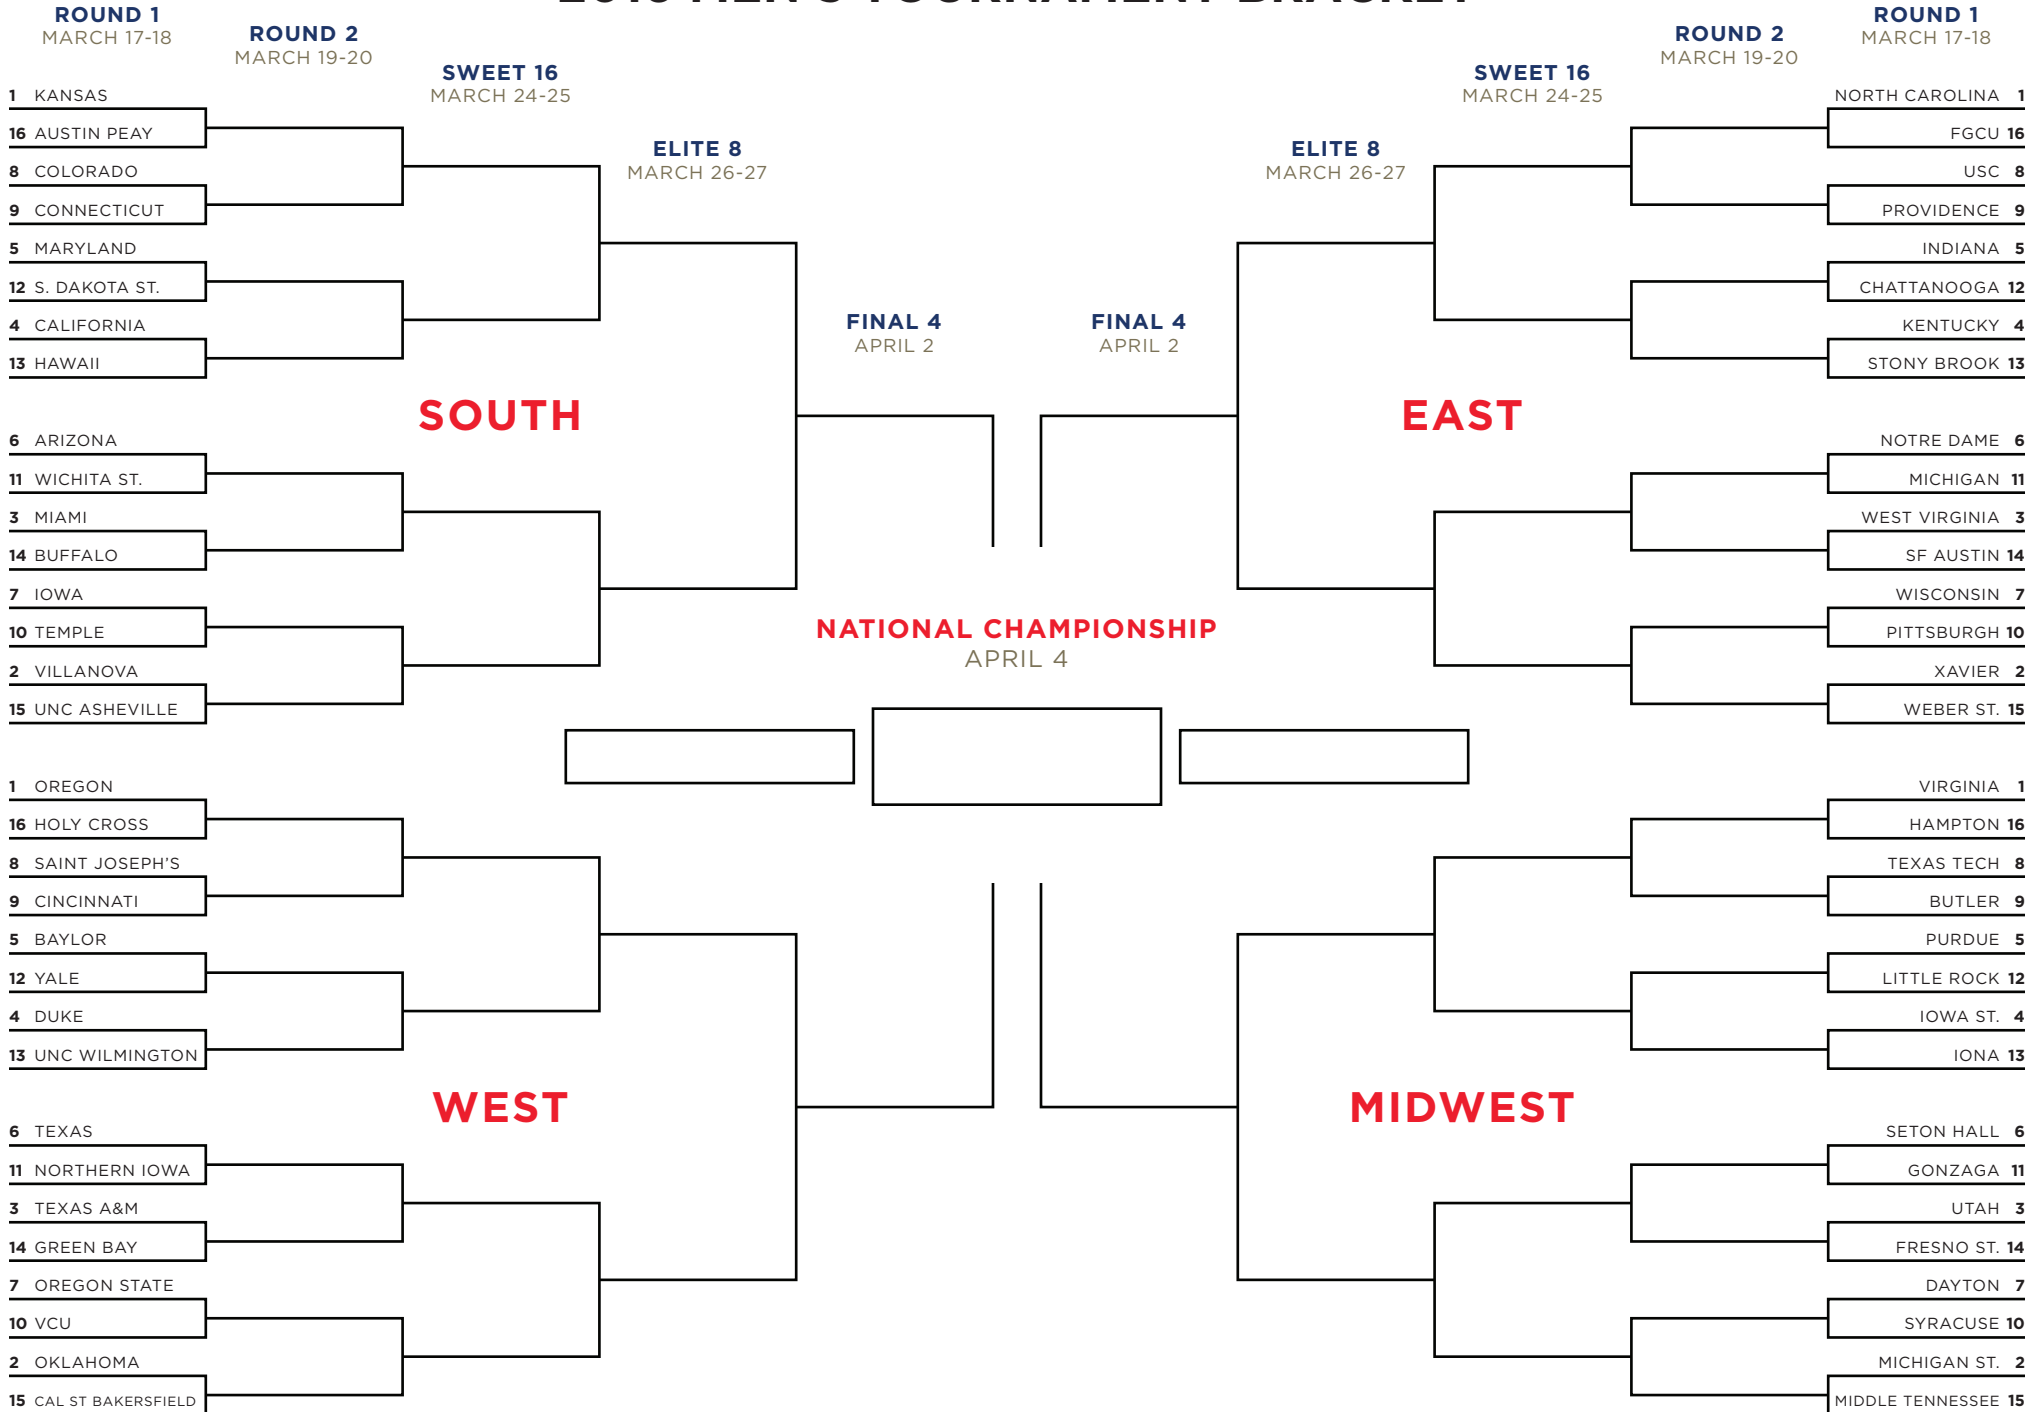 2016 MEN'S TOURNAMENT BRACKET
ROUND 1
MARCH 17-18
ROUND 2
MARCH 19-20
SWEET 16
MARCH 24-25
ELITE 8
MARCH 26-27
FINAL 4
APRIL 2
FINAL 4
APRIL 2
ELITE 8
MARCH 26-27
SWEET 16
MARCH 24-25
ROUND 2
MARCH 19-20
ROUND 1
MARCH 17-18
1 KANSAS
16 AUSTIN PEAY
8 COLORADO
9 CONNECTICUT
5 MARYLAND
12 S. DAKOTA ST.
4 CALIFORNIA
13 HAWAII
SOUTH
6 ARIZONA
11 WICHITA ST.
3 MIAMI
14 BUFFALO
7 IOWA
10 TEMPLE
2 VILLANOVA
15 UNC ASHEVILLE
1 OREGON
16 HOLY CROSS
8 SAINT JOSEPH'S
9 CINCINNATI
5 BAYLOR
12 YALE
4 DUKE
13 UNC WILMINGTON
WEST
6 TEXAS
11 NORTHERN IOWA
3 TEXAS A&M
14 GREEN BAY
7 OREGON STATE
10 VCU
2 OKLAHOMA
15 CAL ST BAKERSFIELD
NATIONAL CHAMPIONSHIP
APRIL 4
NORTH CAROLINA 1
FGCU 16
USC 8
PROVIDENCE 9
INDIANA 5
CHATTANOOGA 12
KENTUCKY 4
STONY BROOK 13
EAST
NOTRE DAME 6
MICHIGAN 11
WEST VIRGINIA 3
SF AUSTIN 14
WISCONSIN 7
PITTSBURGH 10
XAVIER 2
WEBER ST. 15
VIRGINIA 1
HAMPTON 16
TEXAS TECH 8
BUTLER 9
PURDUE 5
LITTLE ROCK 12
IOWA ST. 4
IONA 13
MIDWEST
SETON HALL 6
GONZAGA 11
UTAH 3
FRESNO ST. 14
DAYTON 7
SYRACUSE 10
MICHIGAN ST. 2
MIDDLE TENNESSEE 15